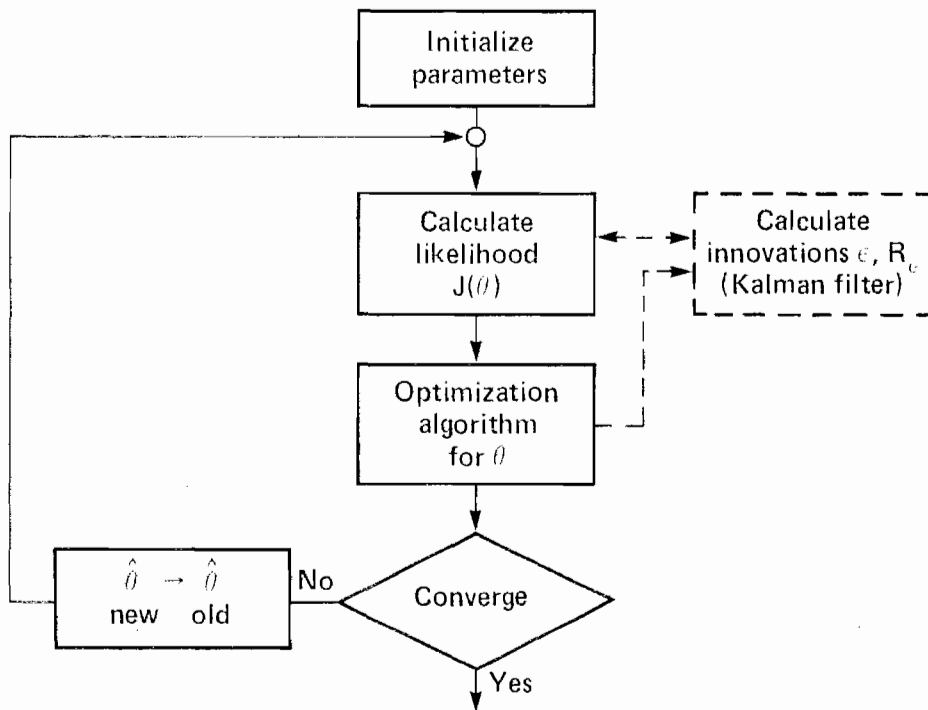 Initialize
parameters
Calculate
likelihood
J(θ)
Calculate
innovations ϵ, R_ϵ
(Kalman filter)
Optimization
algorithm
for θ
θ̂ → θ̂
new old
No
Converge
Yes